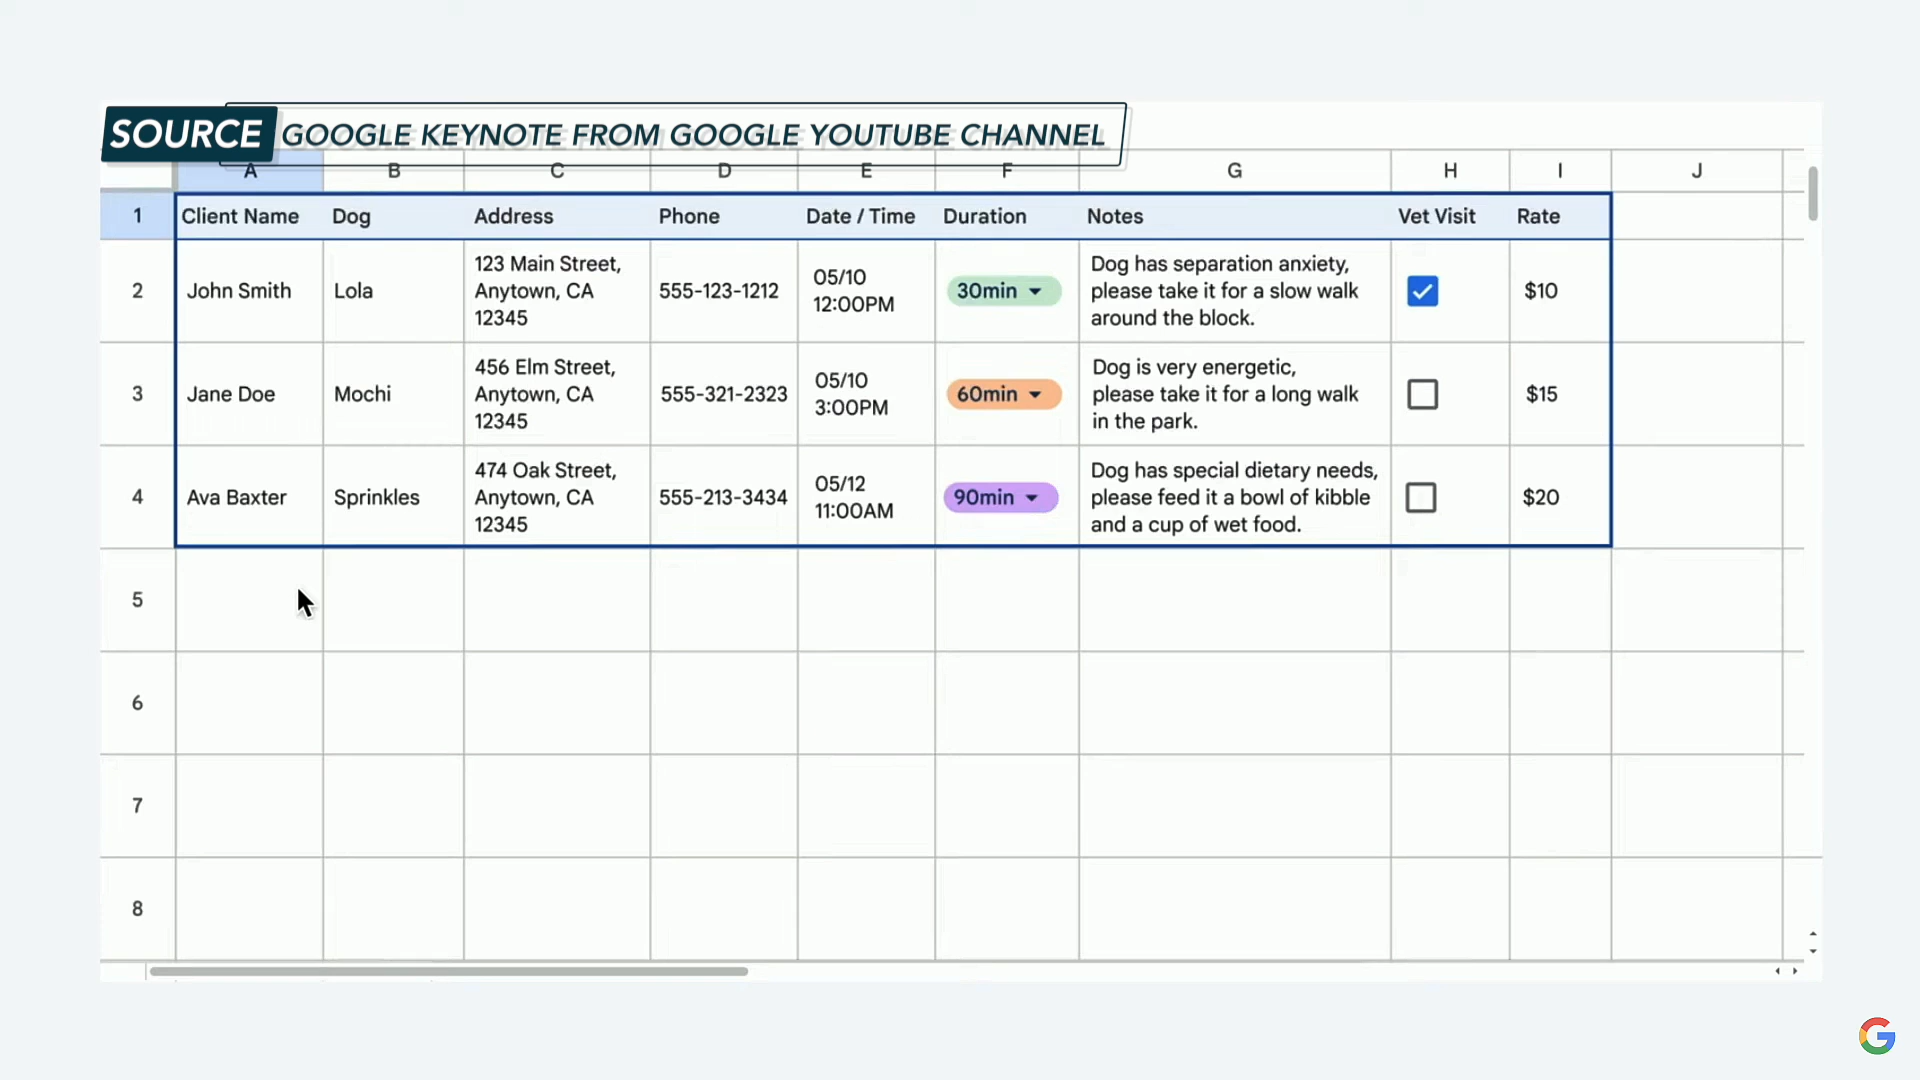 SOURCE GOOGLE KEYNOTE FROM GOOGLE YOUTUBE CHANNEL
A B C D E F G H I J
1 Client Name Dog Address Phone Date / Time Duration Notes Vet Visit Rate
2 John Smith Lola 123 Main Street,
Anytown, CA
12345 555-123-1212 05/10
12:00PM 30min Dog has separation anxiety,
please take it for a slow walk
around the block. $10
3 Jane Doe Mochi 456 Elm Street,
Anytown, CA
12345 555-321-2323 05/10
3:00PM 60min Dog is very energetic,
please take it for a long walk
in the park. $15
4 Ava Baxter Sprinkles 474 Oak Street,
Anytown, CA
12345 555-213-3434 05/12
11:00AM 90min Dog has special dietary needs,
please feed it a bowl of kibble
and a cup of wet food. $20
5
6
7
8
G